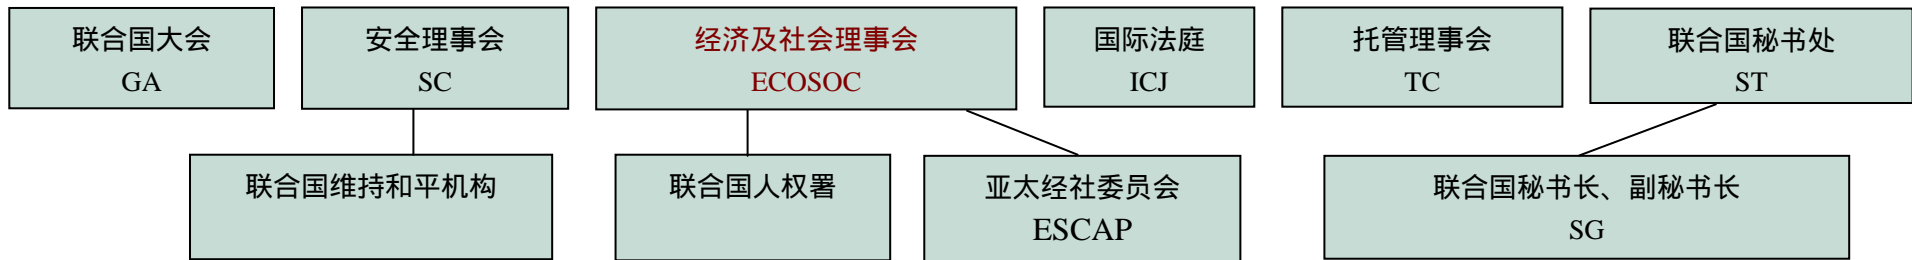 联合国大会
GA
安全理事会
SC
经济及社会理事会
ECOSOC
国际法庭
ICJ
托管理事会
TC
联合国秘书处
ST
联合国维持和平机构
联合国人权署
亚太经社委员会
ESCAP
联合国秘书长、副秘书长
SG